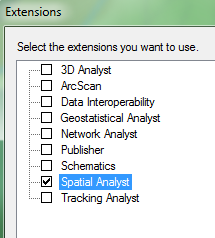 Extensions
Select the extensions you want to use.
3D Analyst
ArcScan
Data Interoperability
Geostatistical Analyst
Network Analyst
Publisher
Schematics
Spatial Analyst
Tracking Analyst